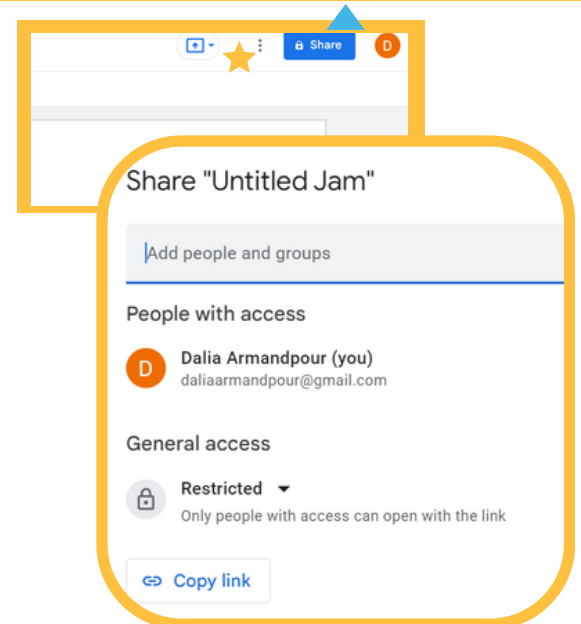 Share
D
Share "Untitled Jam"
Add people and groups
People with access
D
Dalia Armandpour (you)
daliaarmandpour@gmail.com
General access
Restricted
Only people with access can open with the link
Copy link